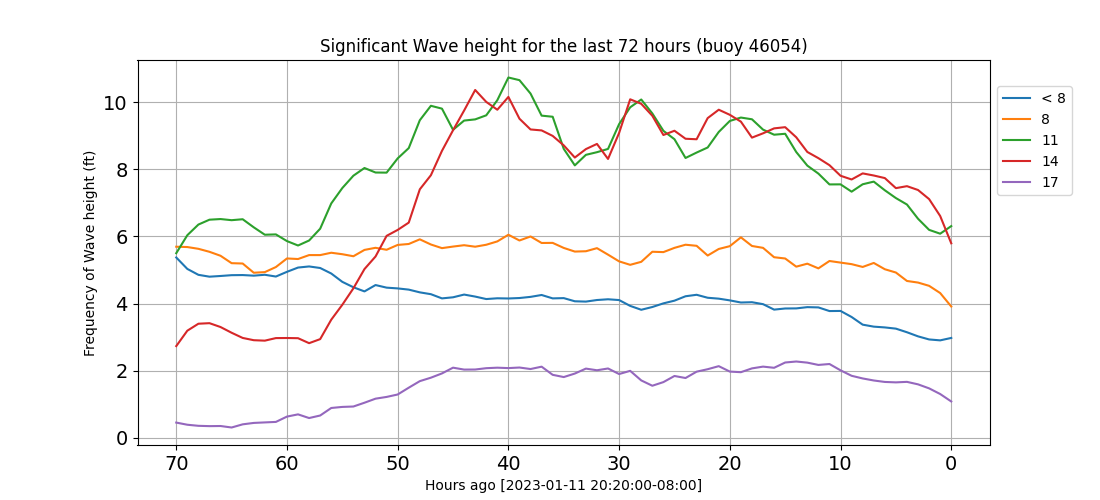 Significant Wave height for the last 72 hours (buoy 46054)
Frequency of Wave height (ft)
10
8
6
4
2
0
70 60 50 40 30 20 10 0
Hours ago [2023-01-11 20:20:00-08:00]
< 8
8
11
14
17